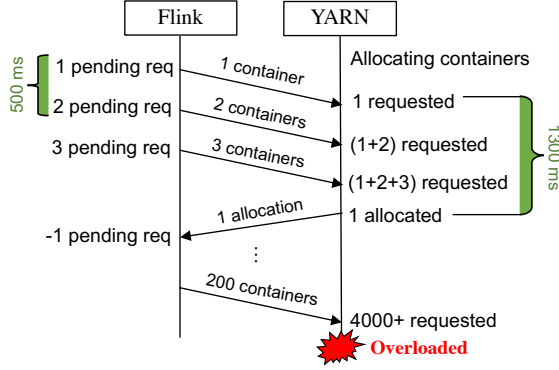 Flink
YARN
Allocating containers
1 pending req
1 container
1 requested
500 ms
2 pending req
2 containers
(1+2) requested
3 pending req
3 containers
(1+2+3) requested
1300 ms
1 allocation
1 allocated
-1 pending req
...
200 containers
4000+ requested
Overloaded